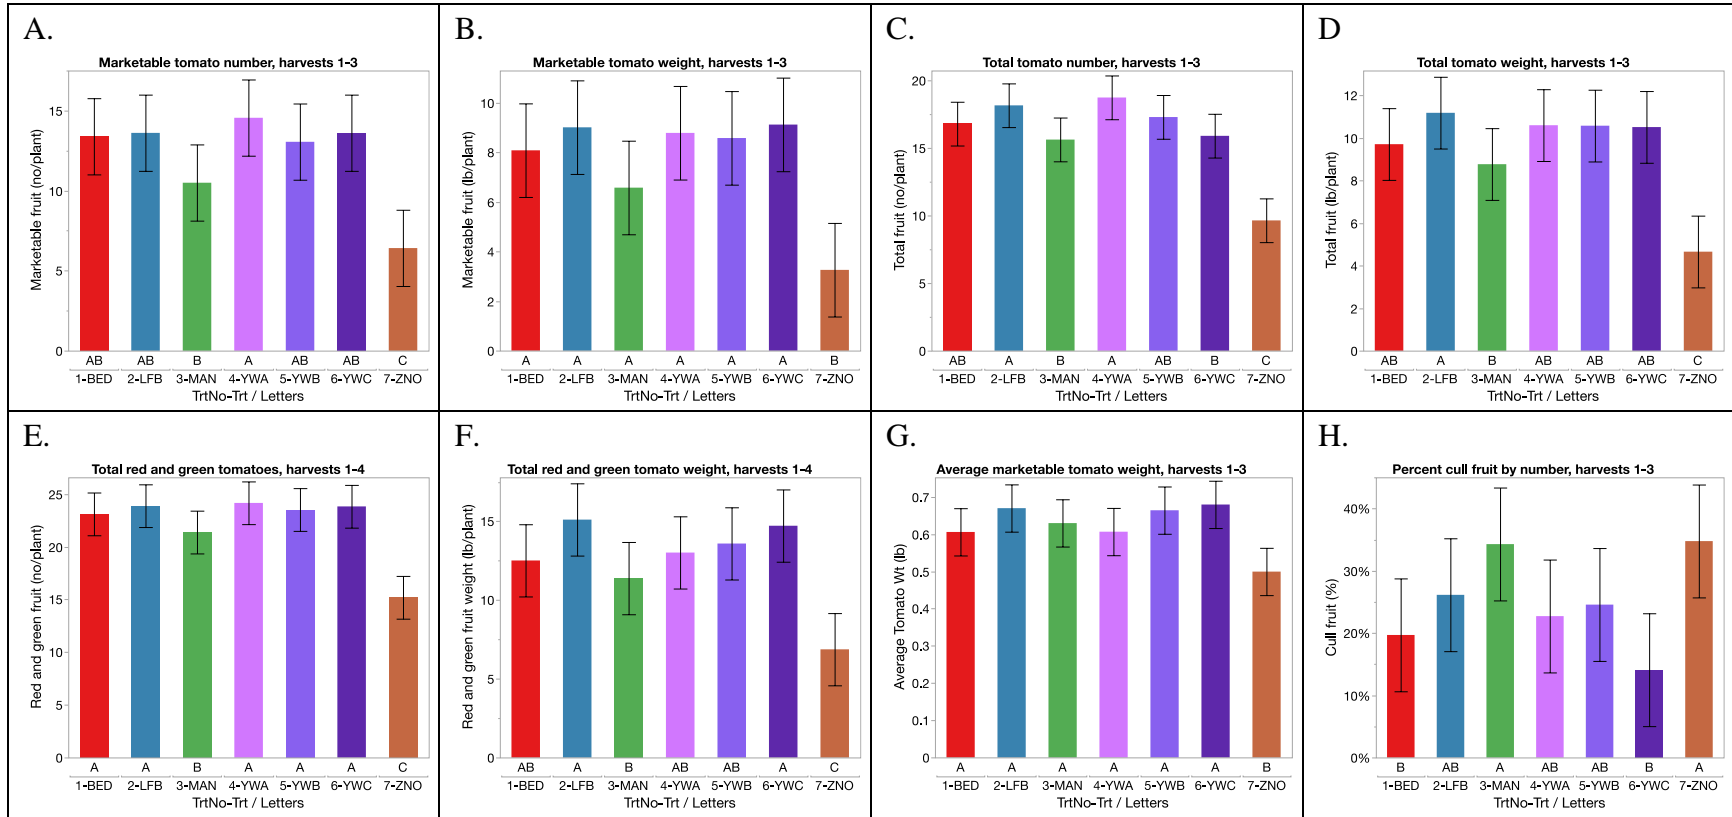 A.
Marketable tomato number, harvests 1-3
Marketable fruit (no/plant)
15
10
5
0
AB AB B A AB AB C
1-BED 2-LFB 3-MAN 4-YWA 5-YWB 6-YWC 7-ZNO
TrtNo-Trt / Letters
B.
Marketable tomato weight, harvests 1-3
Marketable fruit (lb/plant)
10
8
6
4
2
0
A A A A A A B
1-BED 2-LFB 3-MAN 4-YWA 5-YWB 6-YWC 7-ZNO
TrtNo-Trt / Letters
C.
Total tomato number, harvests 1-3
Total fruit (no/plant)
20
15
10
5
0
AB A B A AB B C
1-BED 2-LFB 3-MAN 4-YWA 5-YWB 6-YWC 7-ZNO
TrtNo-Trt / Letters
D
Total tomato weight, harvests 1-3
Total fruit (lb/plant)
12
10
8
6
4
2
0
AB A B AB AB AB C
1-BED 2-LFB 3-MAN 4-YWA 5-YWB 6-YWC 7-ZNO
TrtNo-Trt / Letters
E.
Total red and green tomatoes, harvests 1-4
Red and green fruit (no/plant)
25
20
15
10
5
0
A A B A A A C
1-BED 2-LFB 3-MAN 4-YWA 5-YWB 6-YWC 7-ZNO
TrtNo-Trt / Letters
F.
Total red and green tomato weight, harvests 1-4
Red and green fruit weight (lb/plant)
15
10
5
0
AB A B AB AB A C
1-BED 2-LFB 3-MAN 4-YWA 5-YWB 6-YWC 7-ZNO
TrtNo-Trt / Letters
G.
Average marketable tomato weight, harvests 1-3
Average Tomato Wt (lb)
0.7
0.6
0.5
0.4
0.3
0.2
0.1
0
A A A A A A B
1-BED 2-LFB 3-MAN 4-YWA 5-YWB 6-YWC 7-ZNO
TrtNo-Trt / Letters
H.
Percent cull fruit by number, harvests 1-3
Cull fruit (%)
40%
30%
20%
10%
0%
B AB A AB AB B A
1-BED 2-LFB 3-MAN 4-YWA 5-YWB 6-YWC 7-ZNO
TrtNo-Trt / Letters